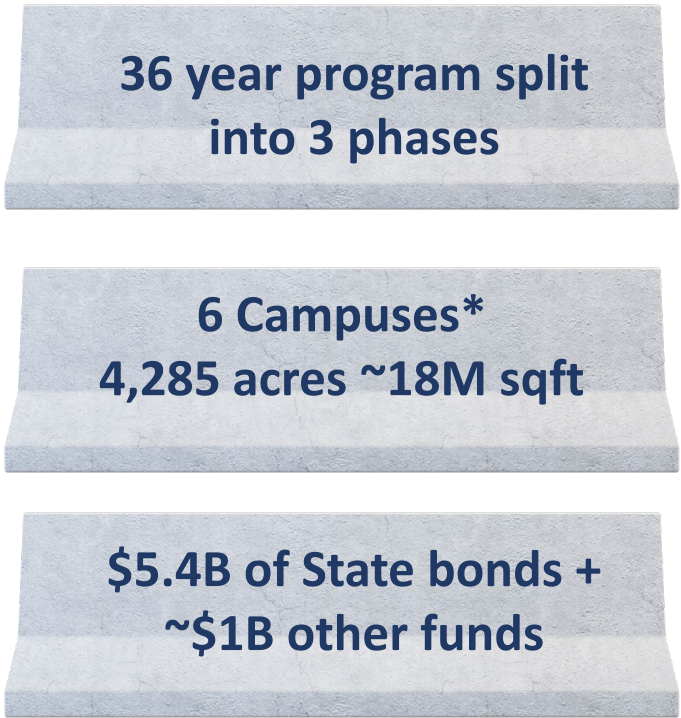 36 year program split
into 3 phases
6 Campuses*
4,285 acres ~18M sqft
$5.4B of State bonds +
~$1B other funds